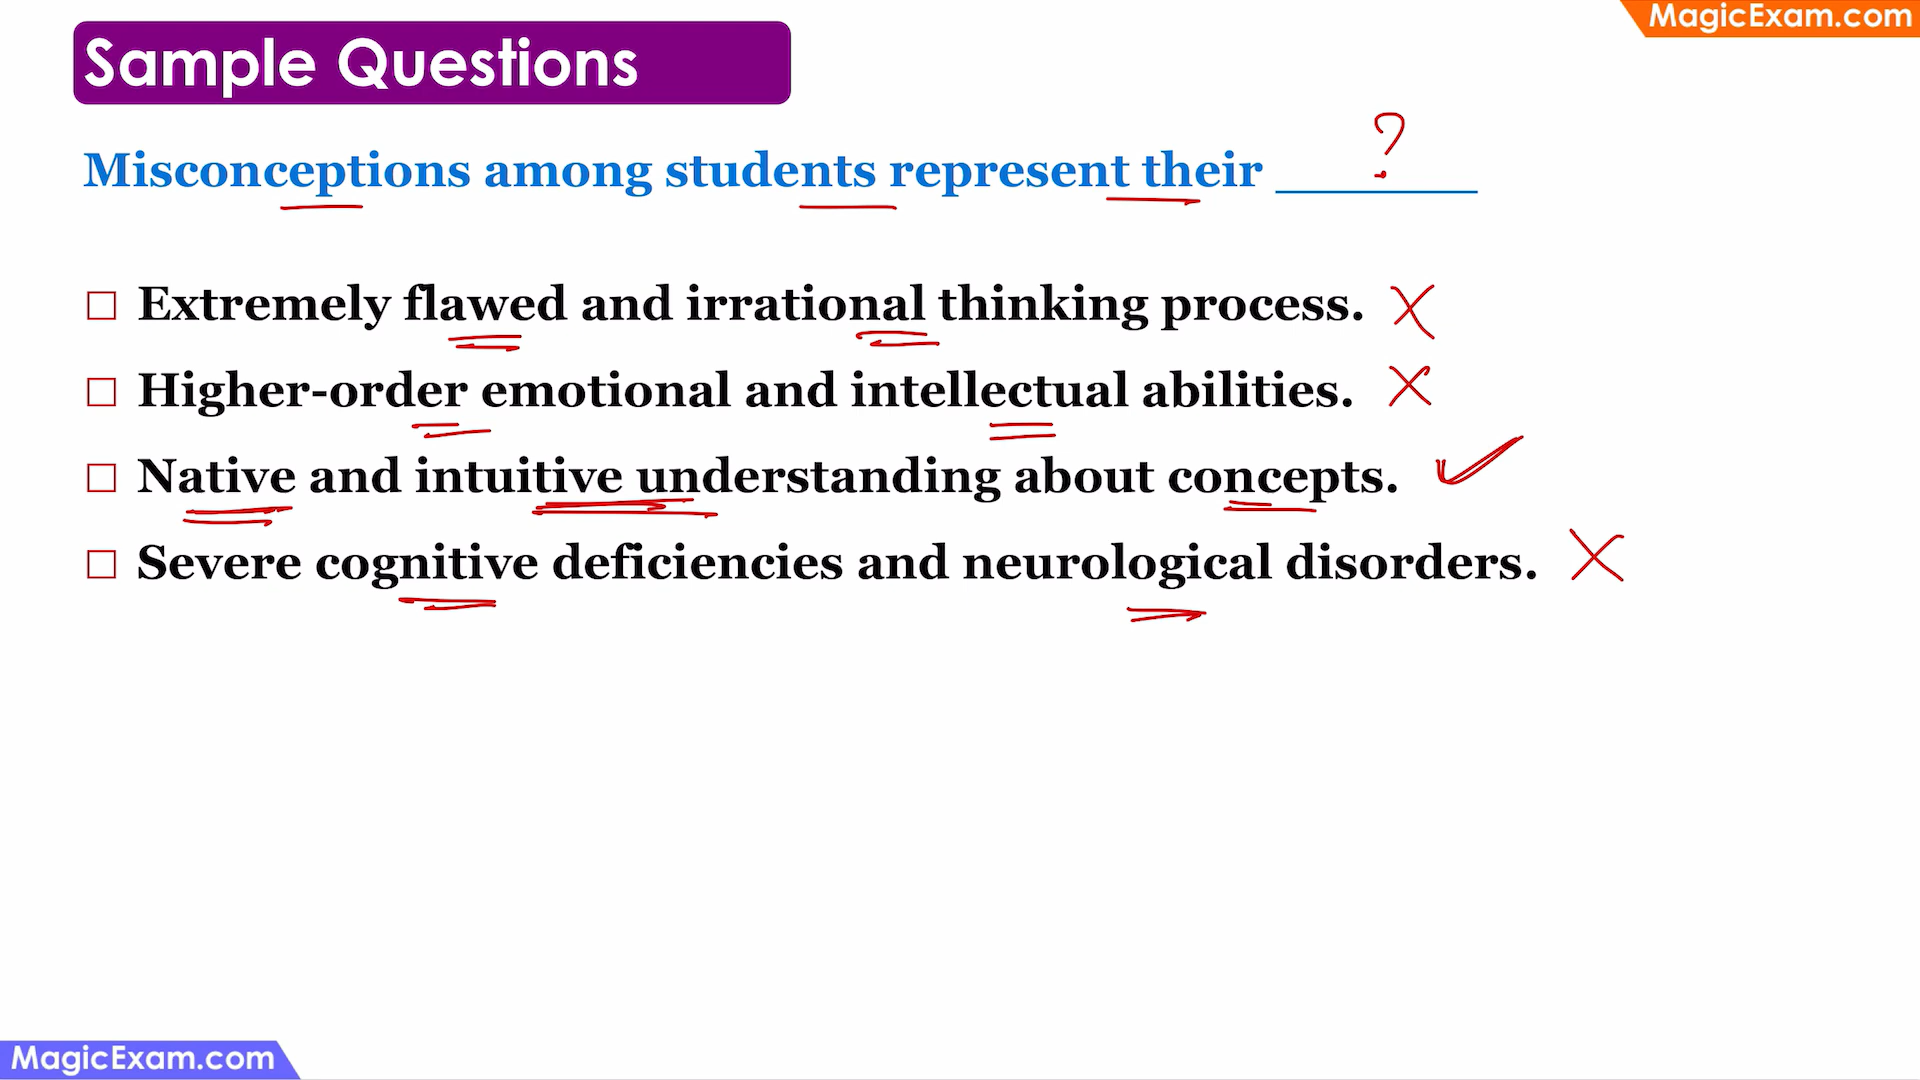 MagicExam.com
Sample Questions
?
Misconceptions among students represent their ________
□ Extremely flawed and irrational thinking process.
□ Higher-order emotional and intellectual abilities.
□ Native and intuitive understanding about concepts.
□ Severe cognitive deficiencies and neurological disorders.
MagicExam.com